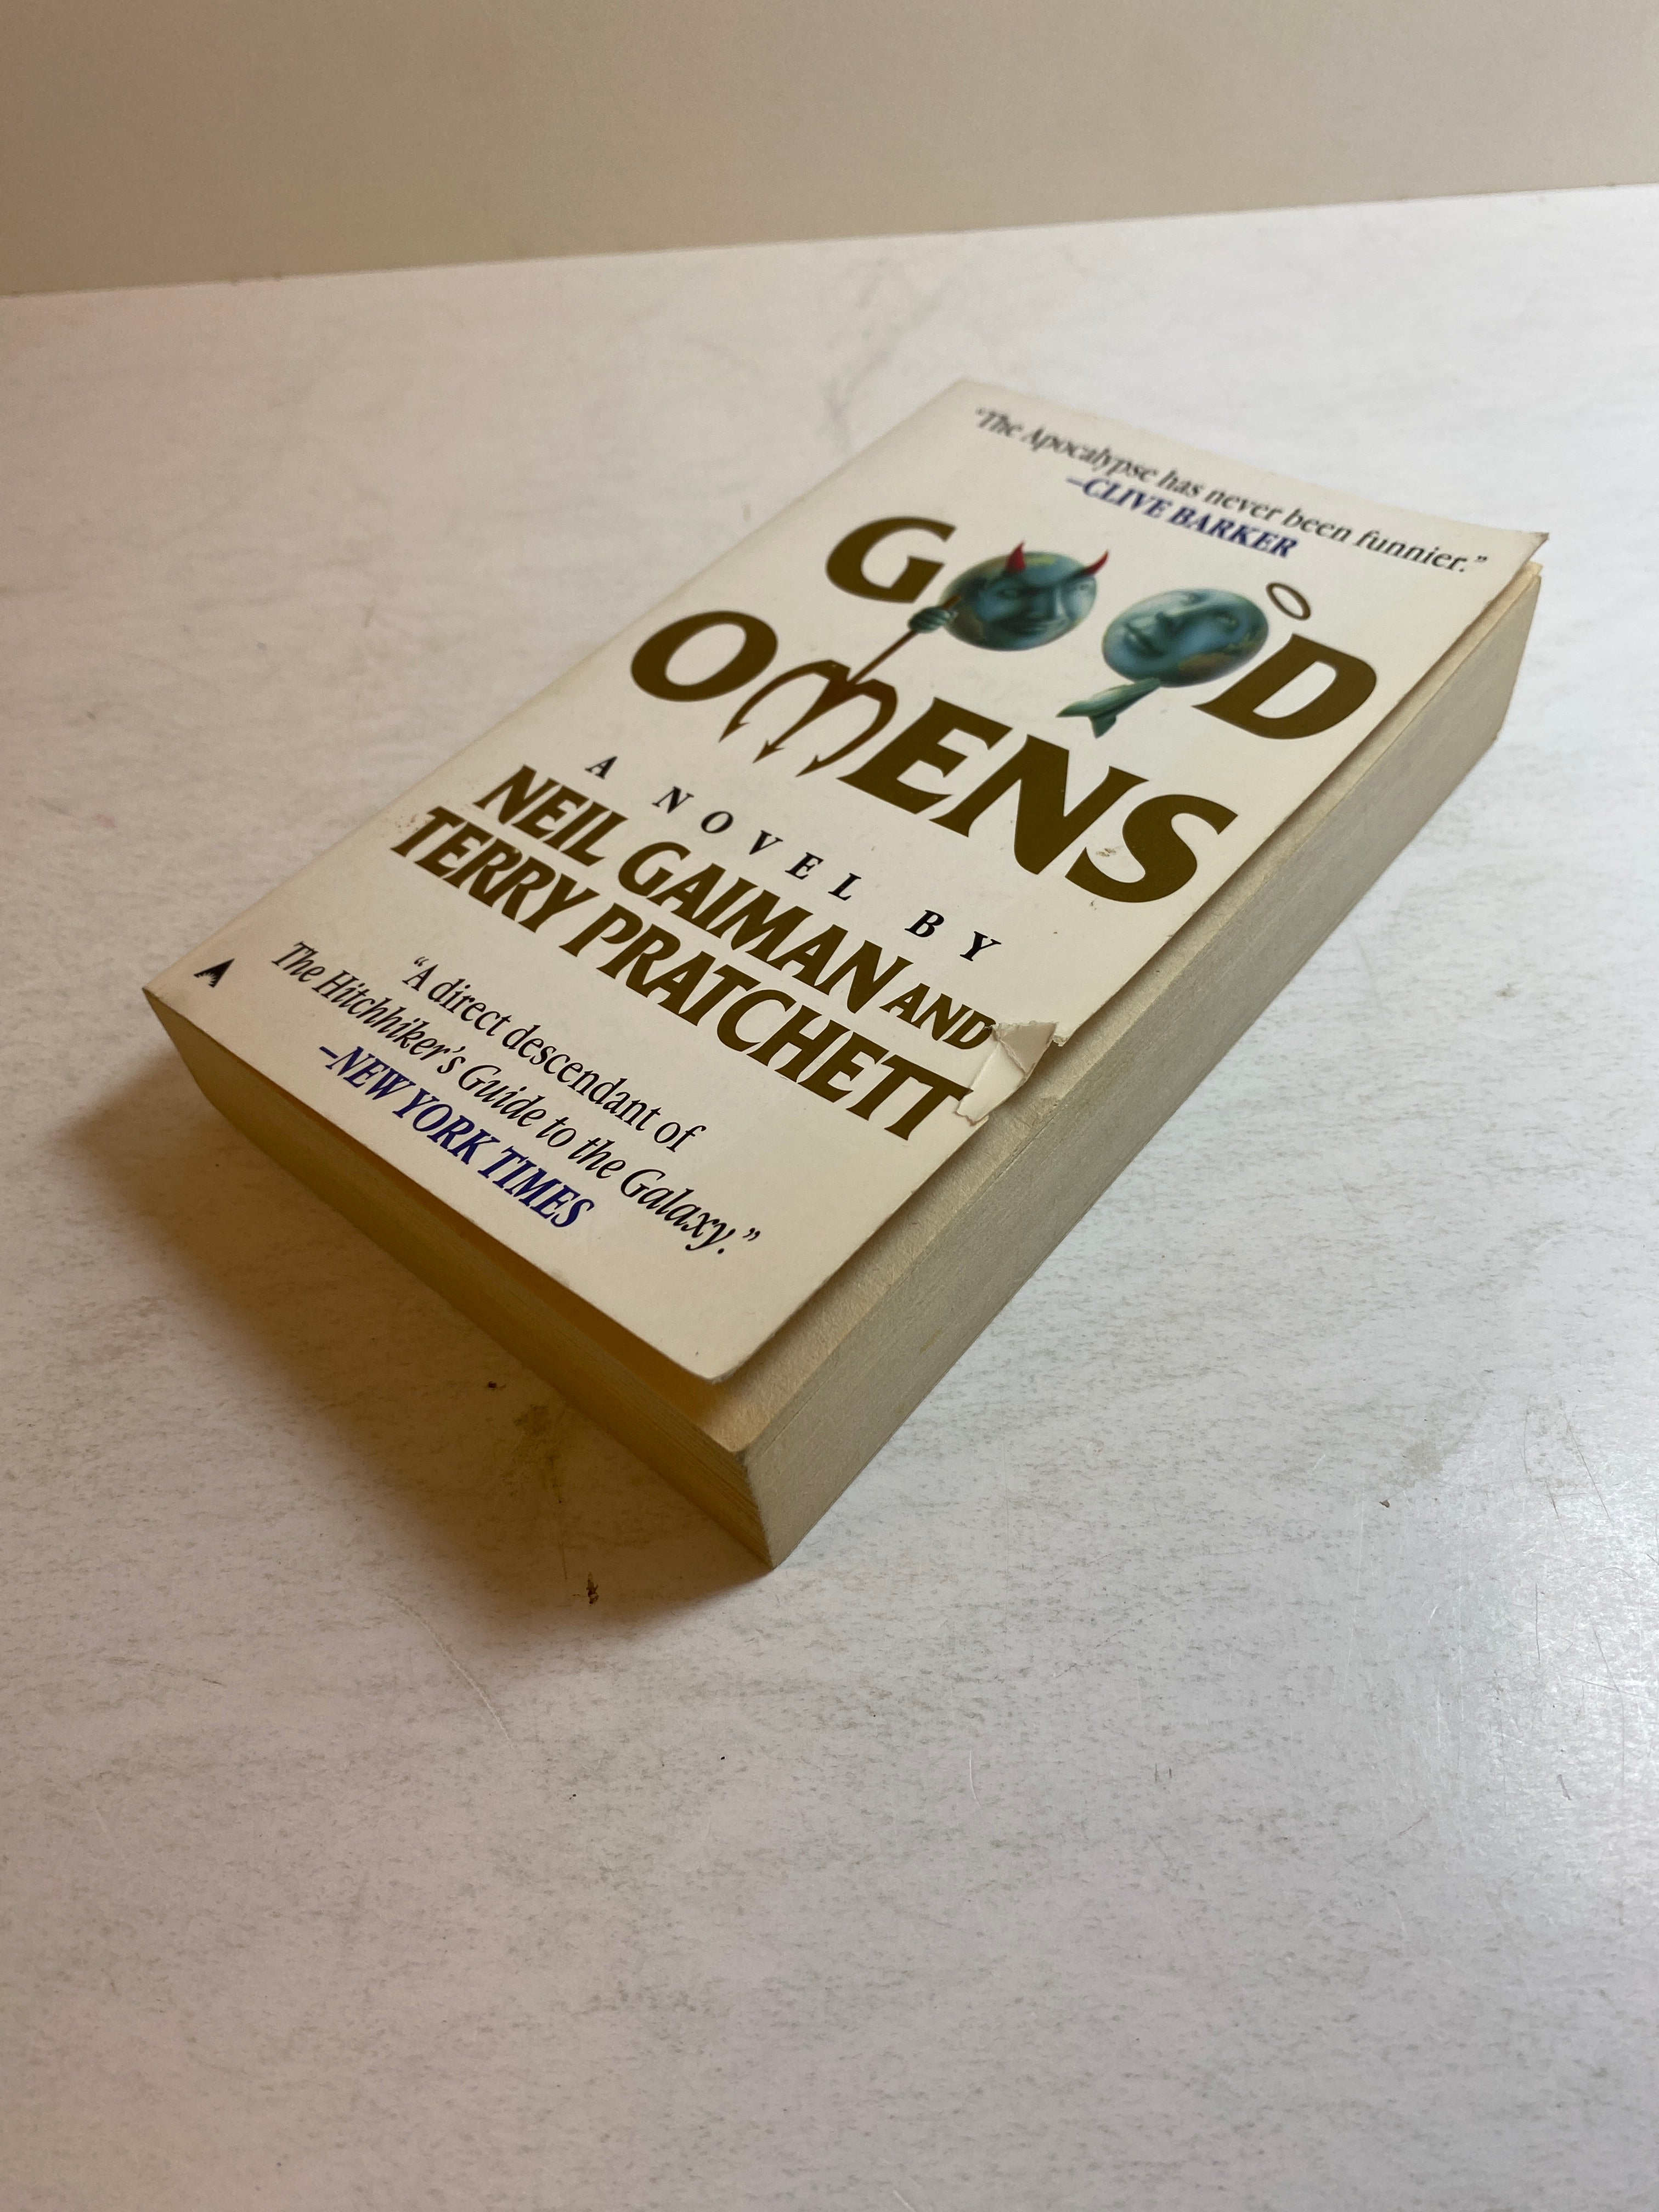 “The Apocalypse has never been funnier.”
–CLIVE BARKER
GOOD
OMENS
A NOVEL BY
NEIL GAIMAN AND
TERRY PRATCHETT
“A direct descendant of
The Hitchhiker's Guide to the Galaxy.”
–NEW YORK TIMES